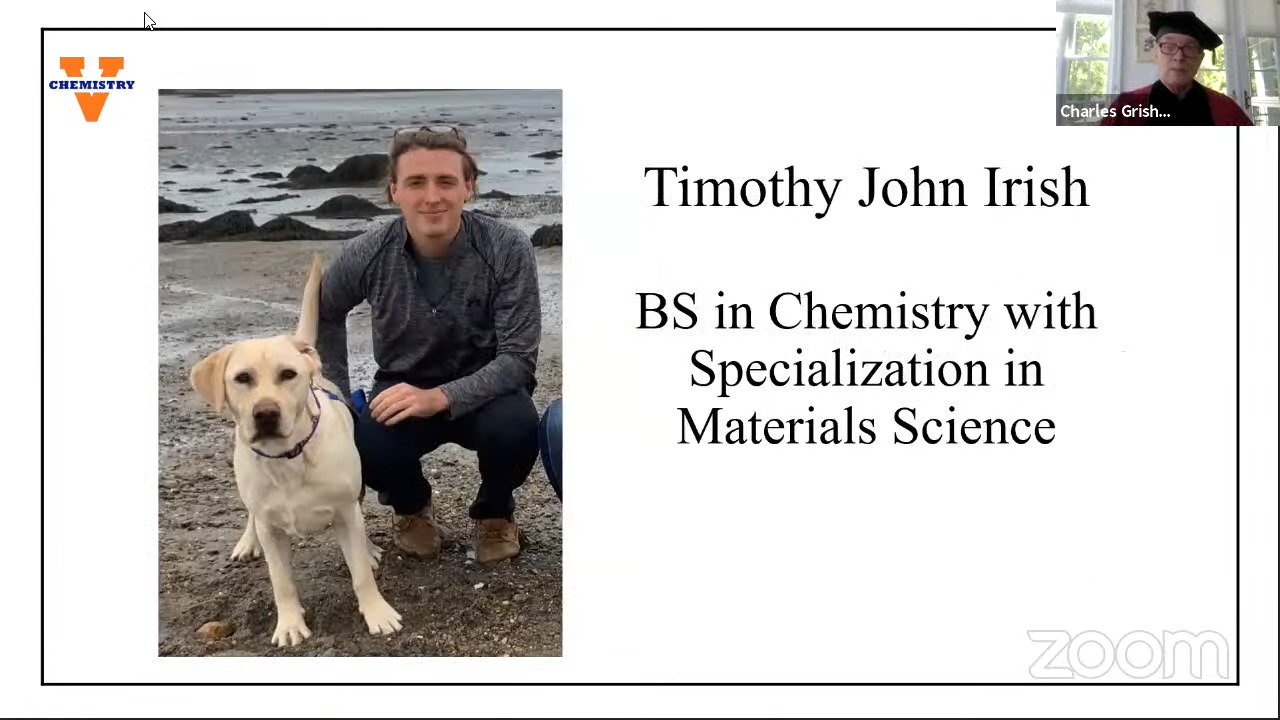 V
CHEMISTRY
Charles Grish...
Timothy John Irish
BS in Chemistry with
Specialization in
Materials Science
zoom